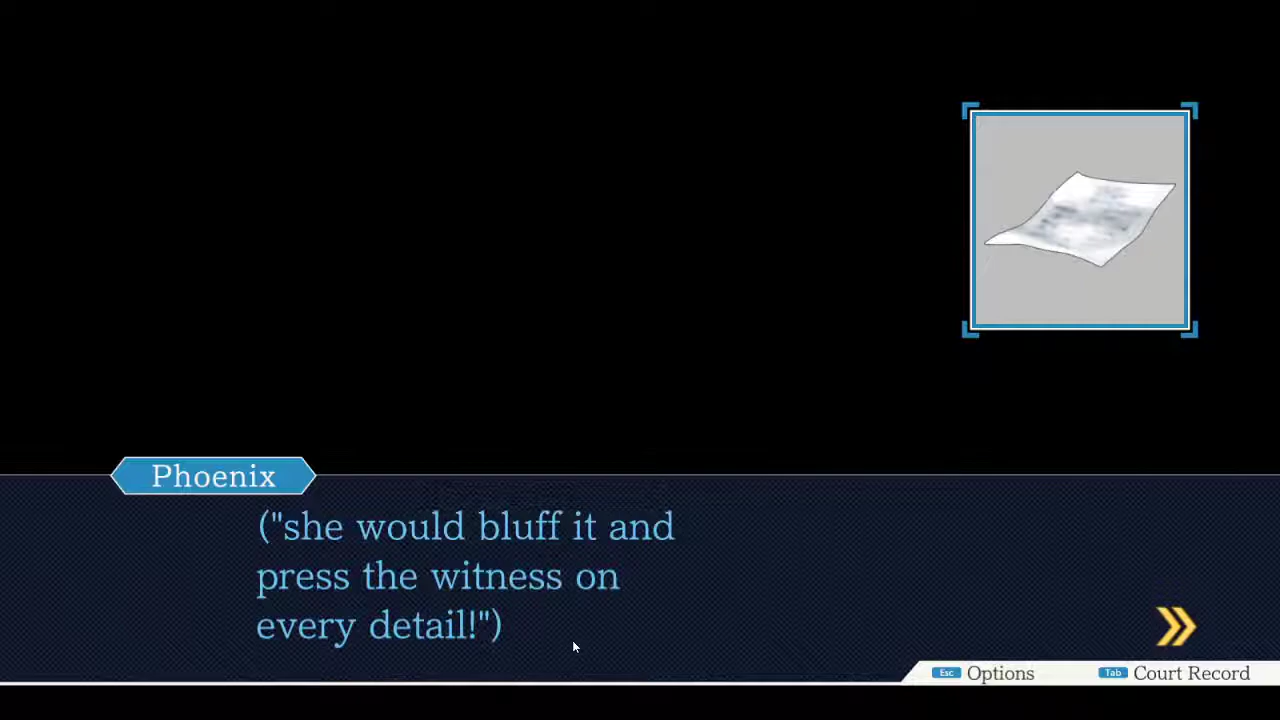 Phoenix
("she would bluff it and
press the witness on
every detail!")
Esc Options Tab Court Record